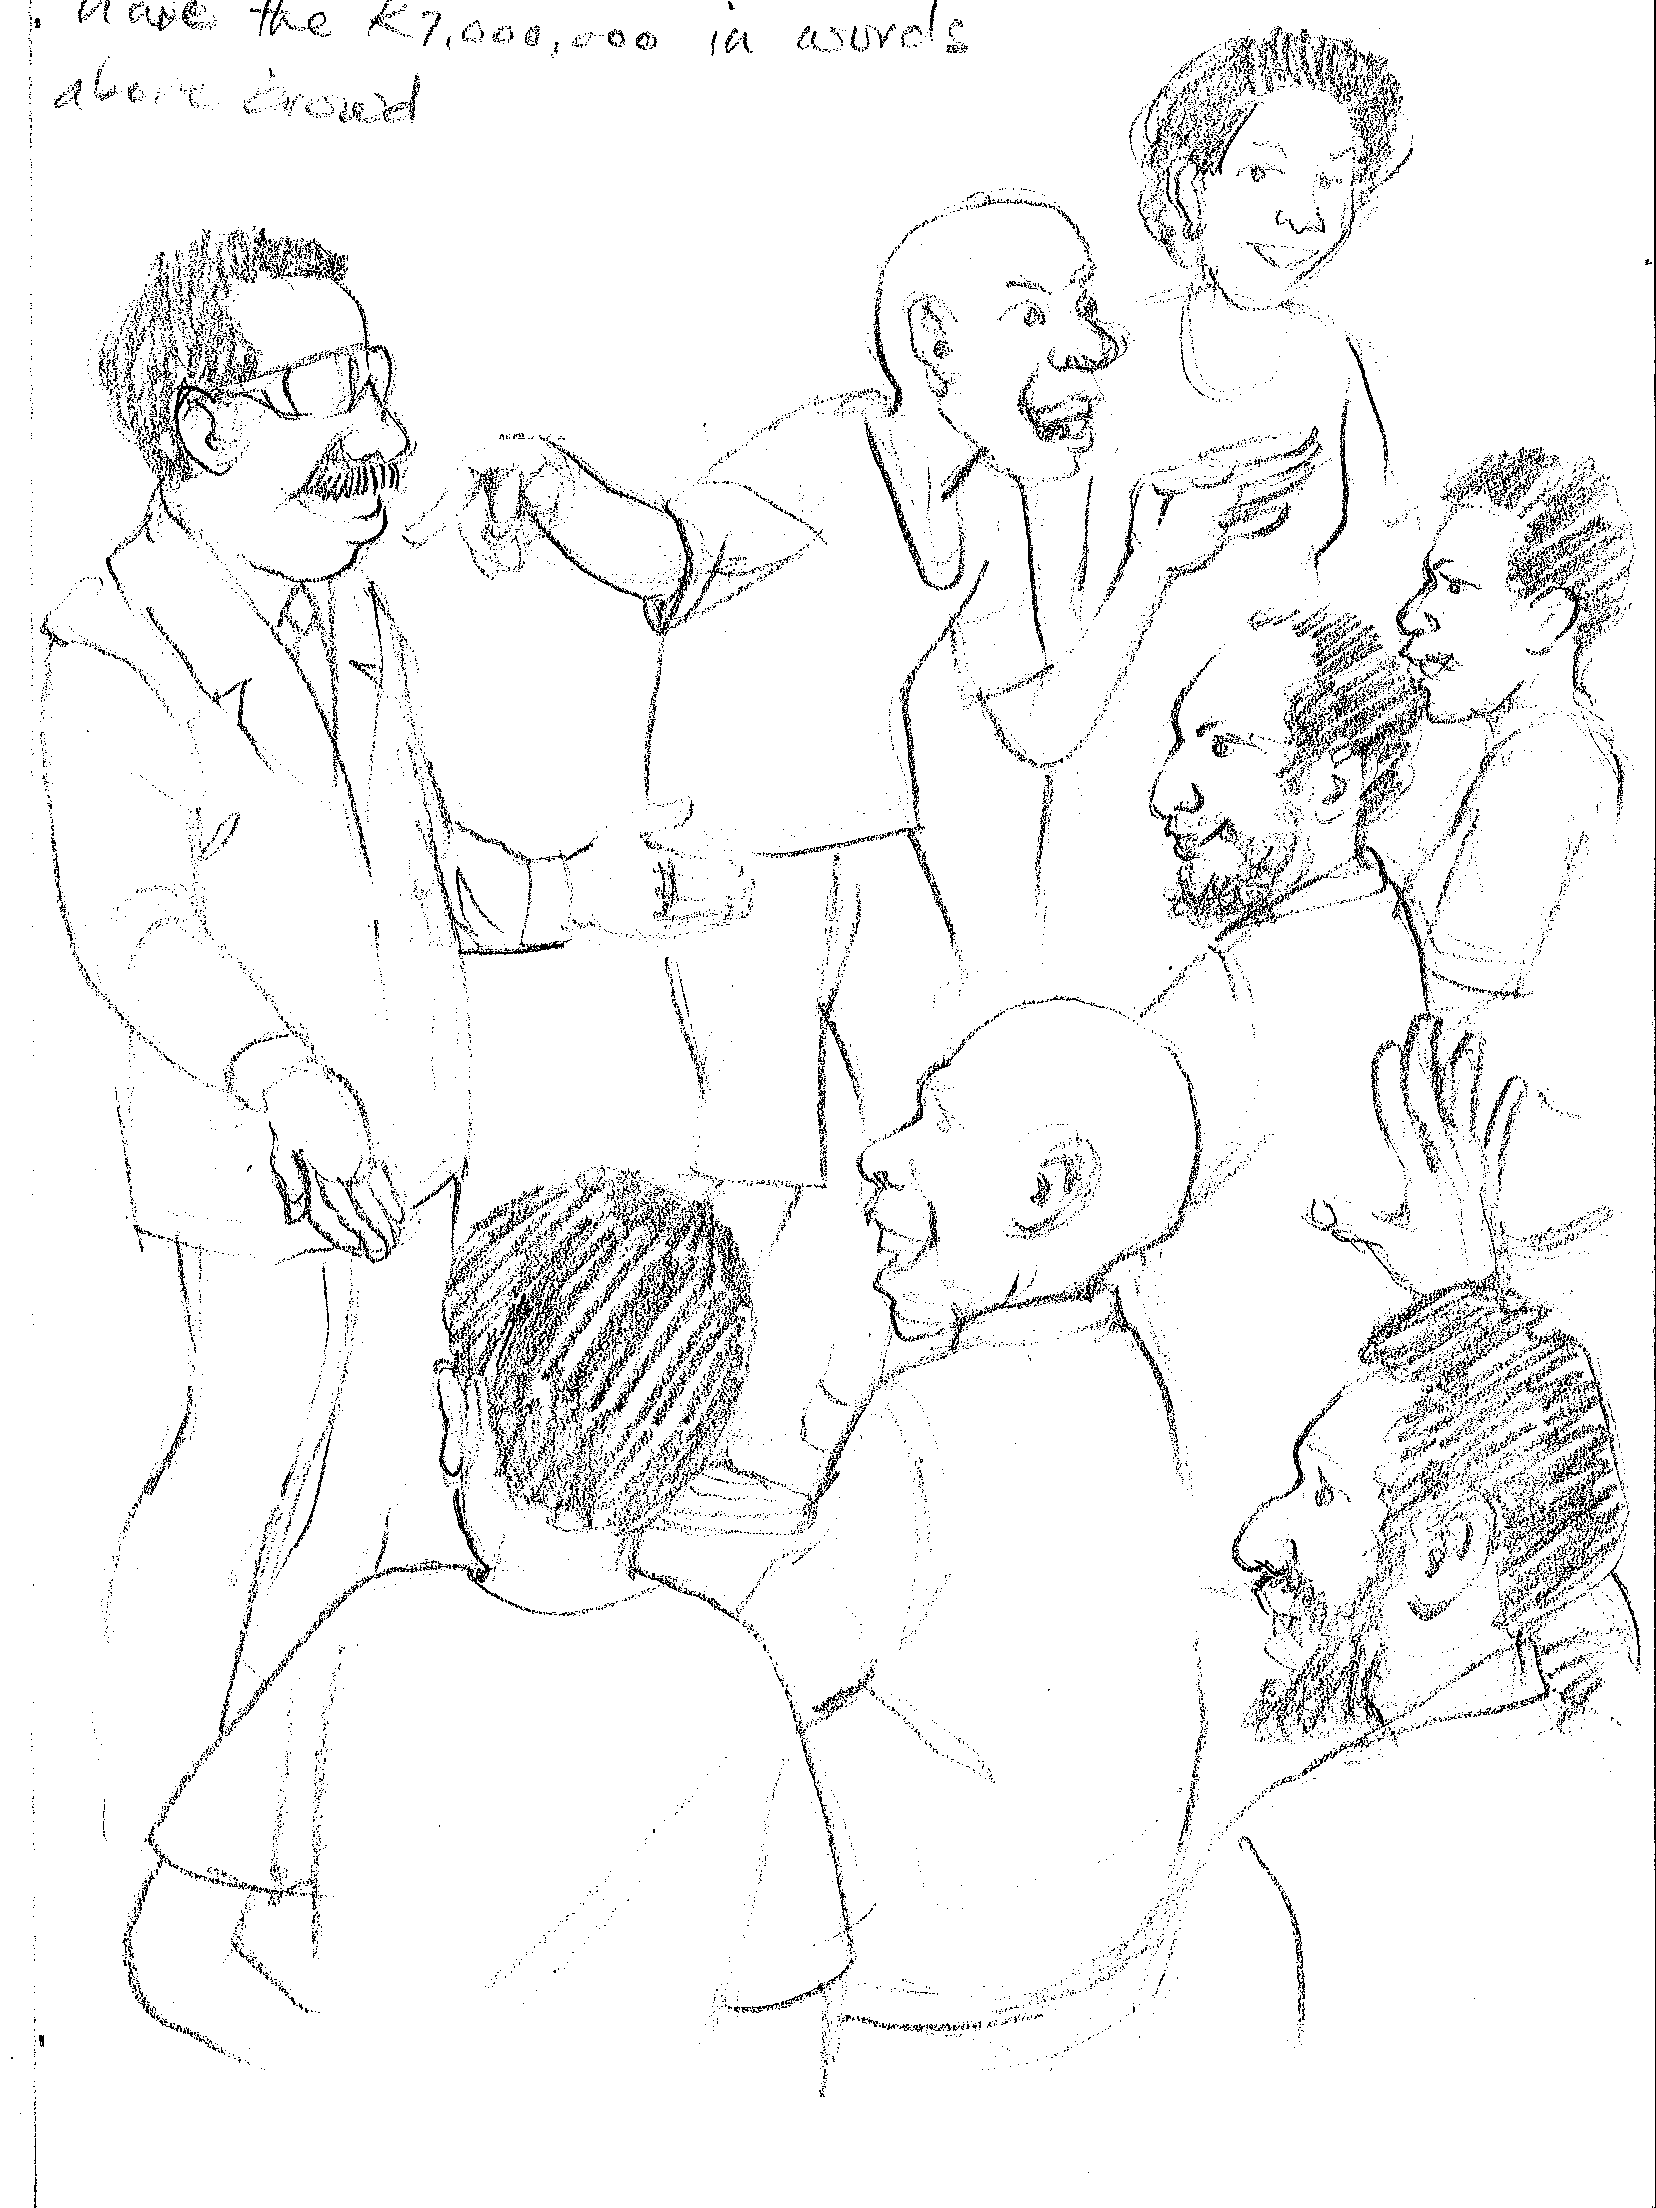 . have the K7,000,000 in words
above crowd